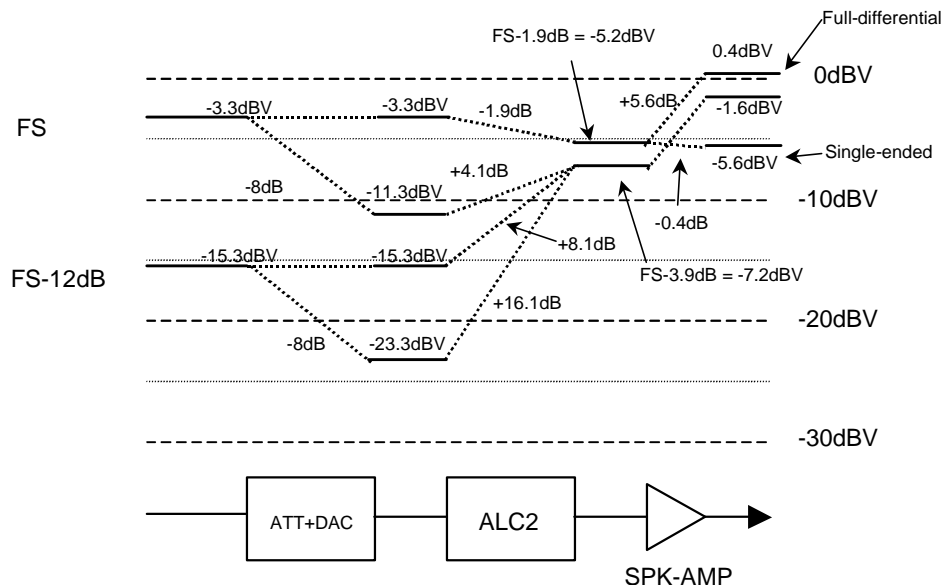 Full-differential
FS-1.9dB = -5.2dBV
0.4dBV
0dBV
-3.3dBV
-3.3dBV
-1.9dB
+5.6dB
-1.6dBV
FS
Single-ended
-5.6dBV
+4.1dB
-8dB
-11.3dBV
-10dBV
-0.4dB
+8.1dB
-15.3dBV
-15.3dBV
FS-12dB
FS-3.9dB = -7.2dBV
+16.1dB
-20dBV
-8dB
-23.3dBV
-30dBV
ATT+DAC
ALC2
SPK-AMP